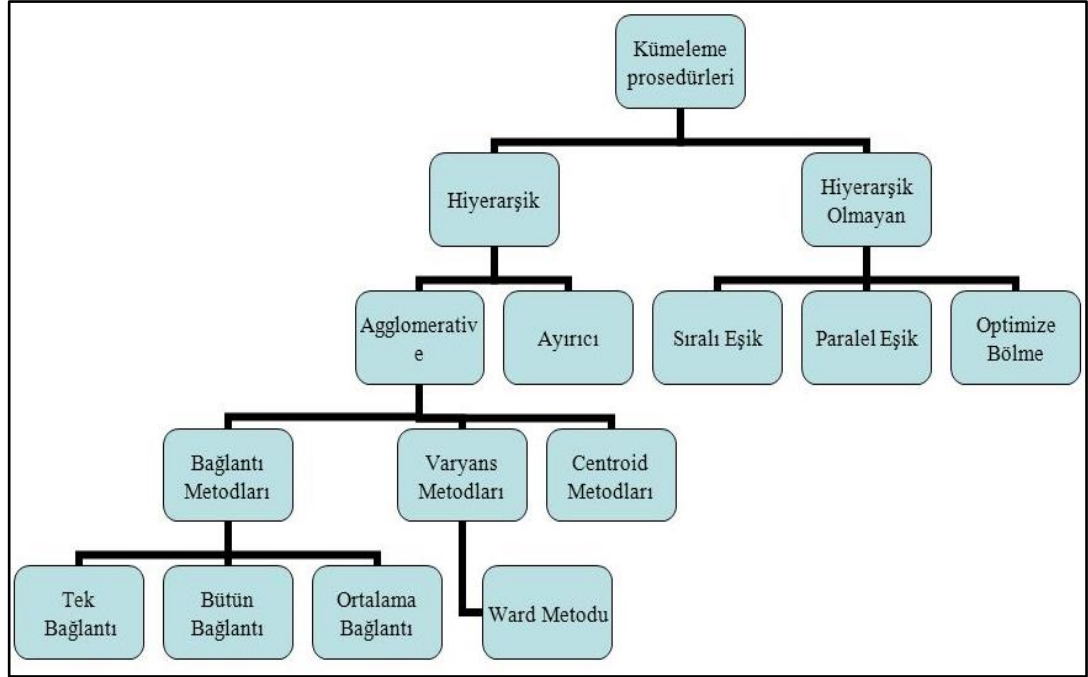 Kümeleme
prosedürleri
Hiyerarşik
Hiyerarşik
Olmayan
Agglomerativ
e
Ayırıcı
Sıralı Eşik
Paralel Eşik
Optimize
Bölme
Bağlantı
Metodları
Varyans
Metodları
Centroid
Metodları
Tek
Bağlantı
Bütün
Bağlantı
Ortalama
Bağlantı
Ward Metodu